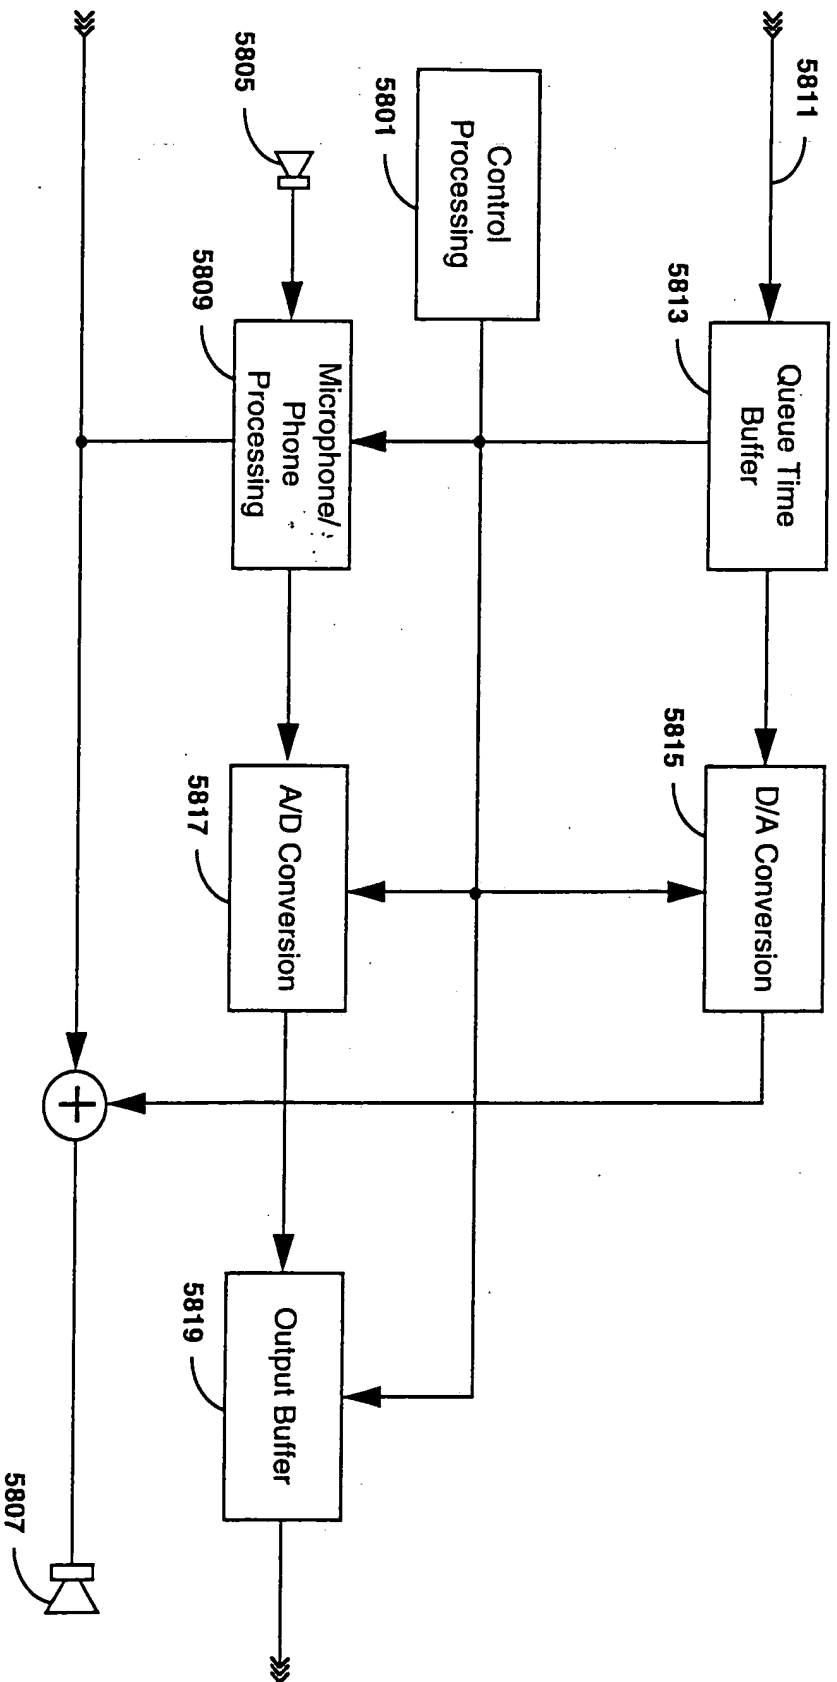 5811
5813
Queue Time
Buffer
5815
D/A Conversion
5801
Control
Processing
5805
5809
Microphone/
Phone
Processing
5817
A/D Conversion
5819
Output Buffer
+
5807